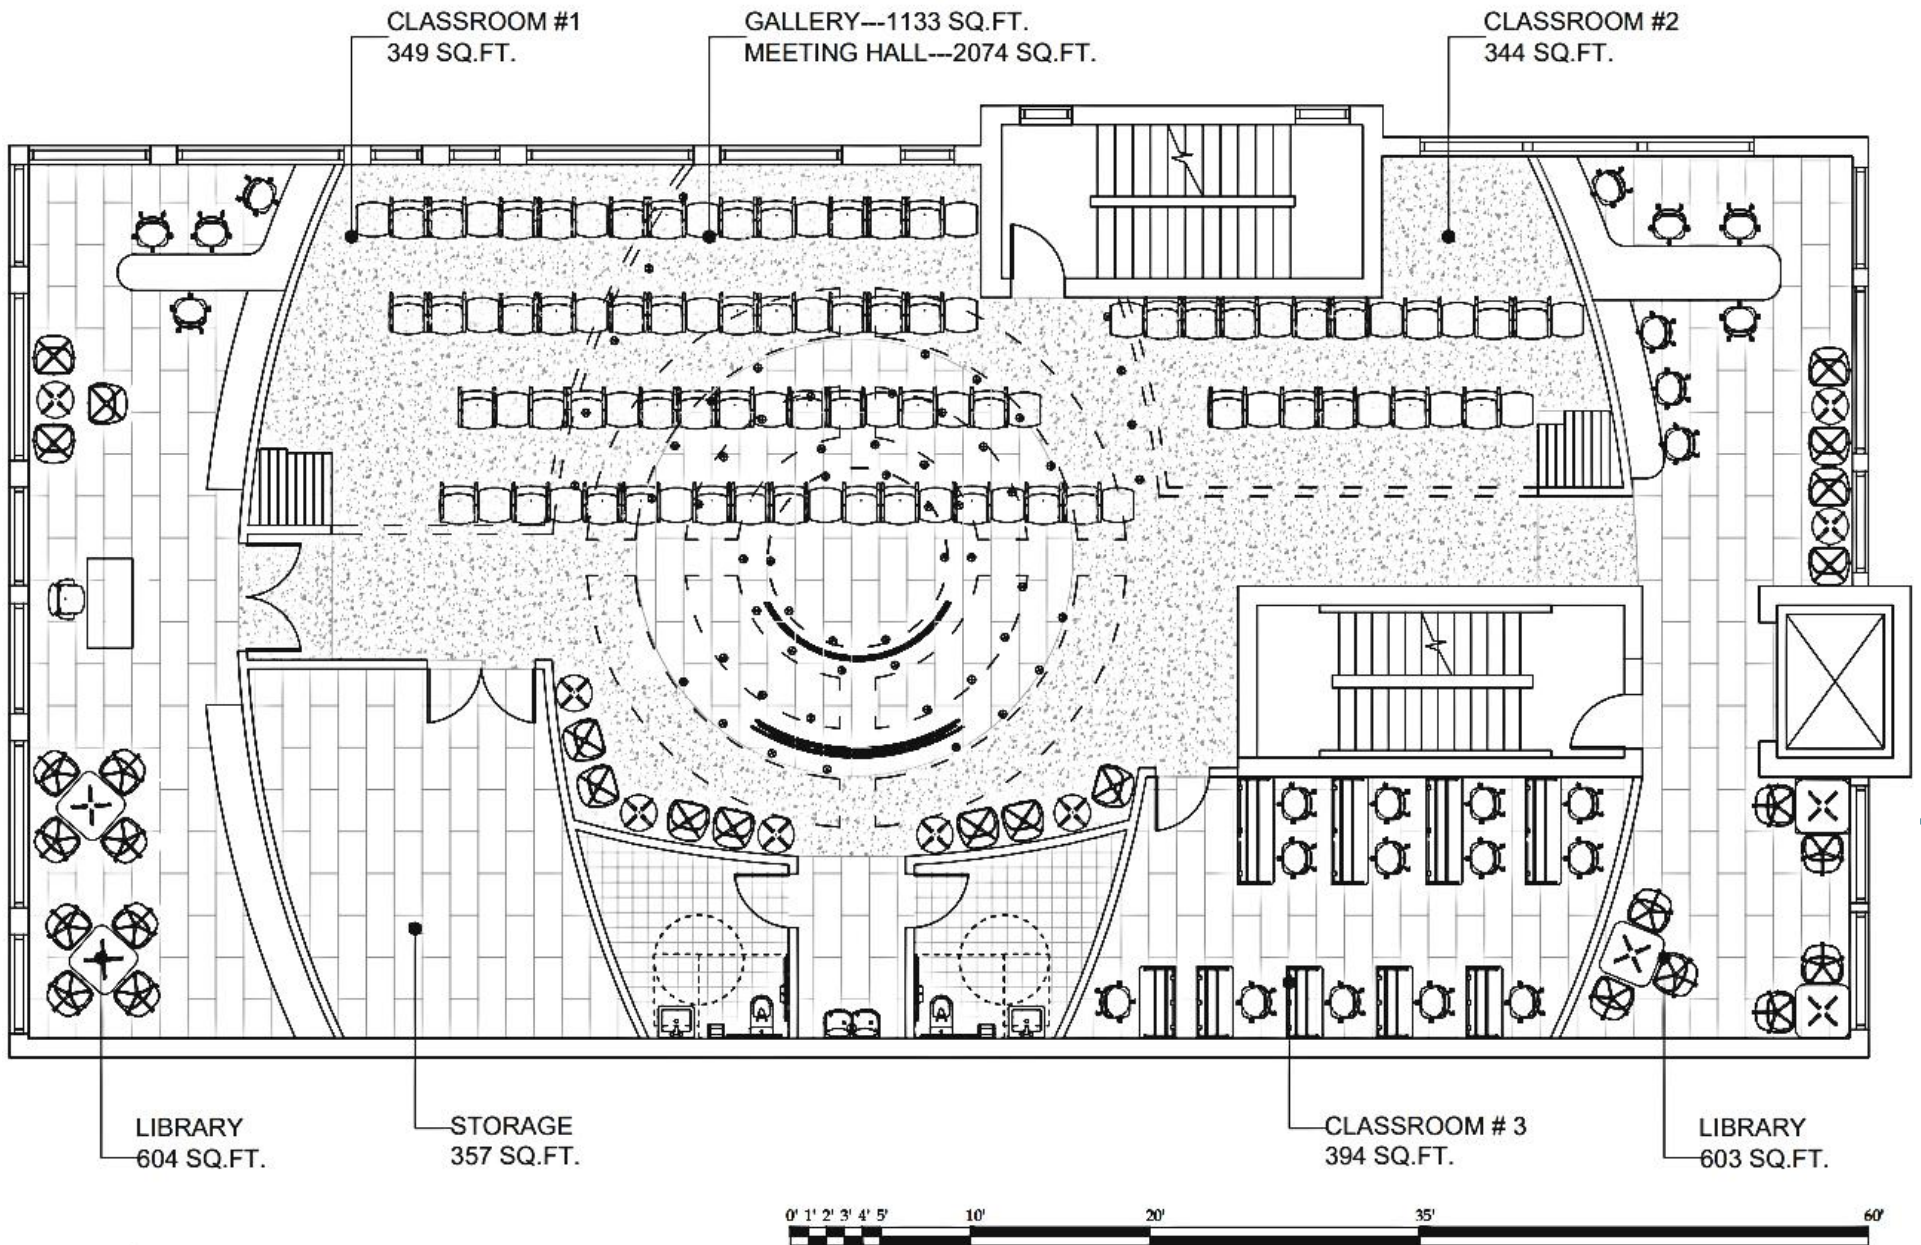 CLASSROOM #1
349 SQ.FT.
GALLERY---1133 SQ.FT.
MEETING HALL---2074 SQ.FT.
CLASSROOM #2
344 SQ.FT.
LIBRARY
604 SQ.FT.
STORAGE
357 SQ.FT.
CLASSROOM # 3
394 SQ.FT.
LIBRARY
603 SQ.FT.
0' 1' 2' 3' 4' 5' 10' 20' 35' 60'